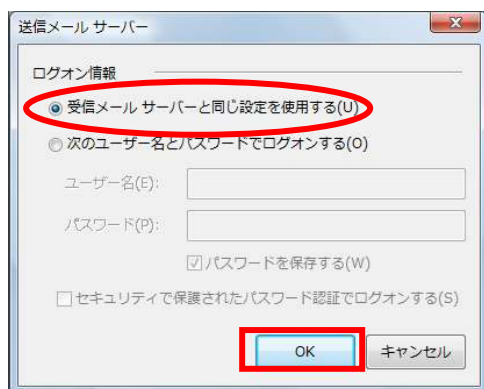 送信メール サーバー
ログオン情報
受信メール サーバーと同じ設定を使用する(U)
次のユーザー名とパスワードでログオンする(O)
ユーザー名(E):
パスワード(P):
パスワードを保存する(W)
セキュリティで保護されたパスワード認証でログオンする(S)
OK キャンセル